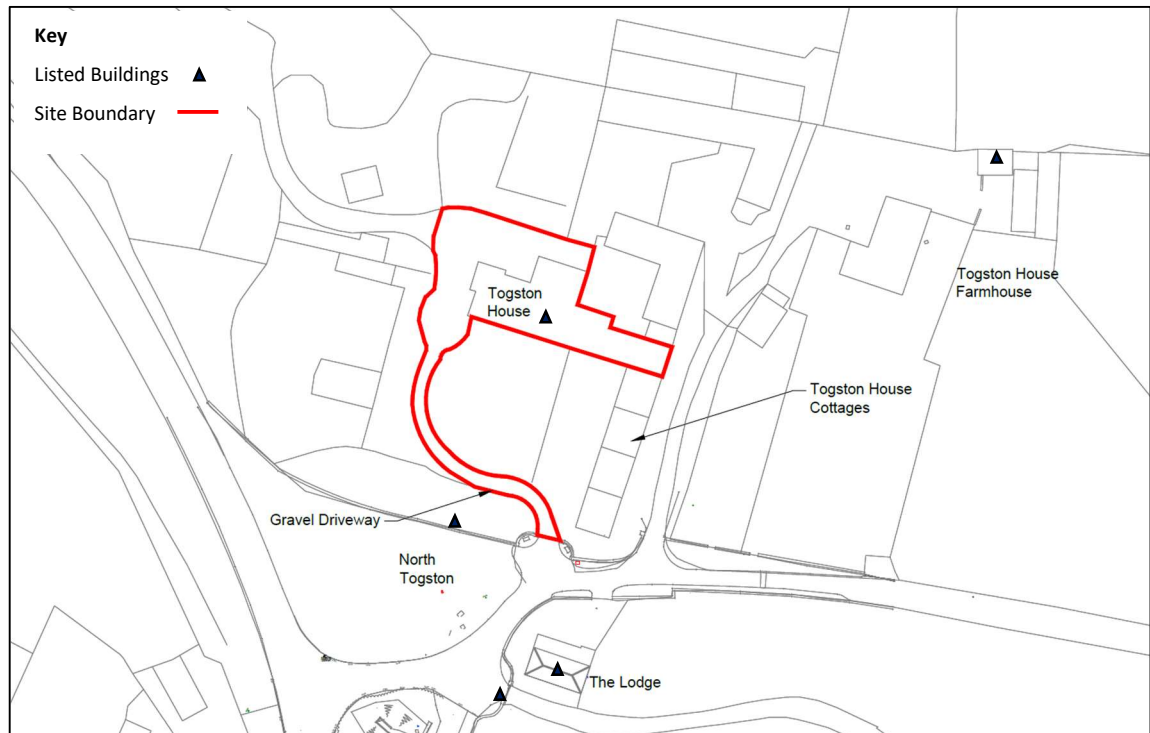 Key
Listed Buildings
Site Boundary
Togston
House
Togston House
Farmhouse
Togston House
Cottages
Gravel Driveway
North
Togston
The Lodge